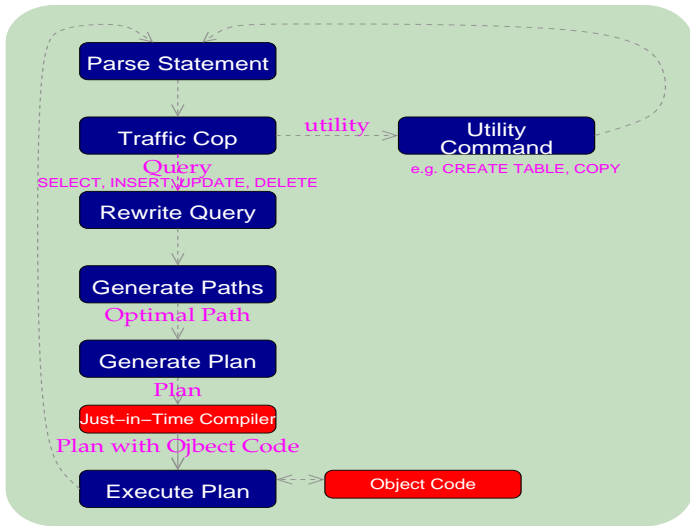 Parse Statement
Traffic Cop
utility
Utility
Command
Query
SELECT, INSERT, UPDATE, DELETE
e.g. CREATE TABLE, COPY
Rewrite Query
Generate Paths
Optimal Path
Generate Plan
Plan
Just–in–Time Compiler
Plan with Ojbect Code
Execute Plan
Object Code